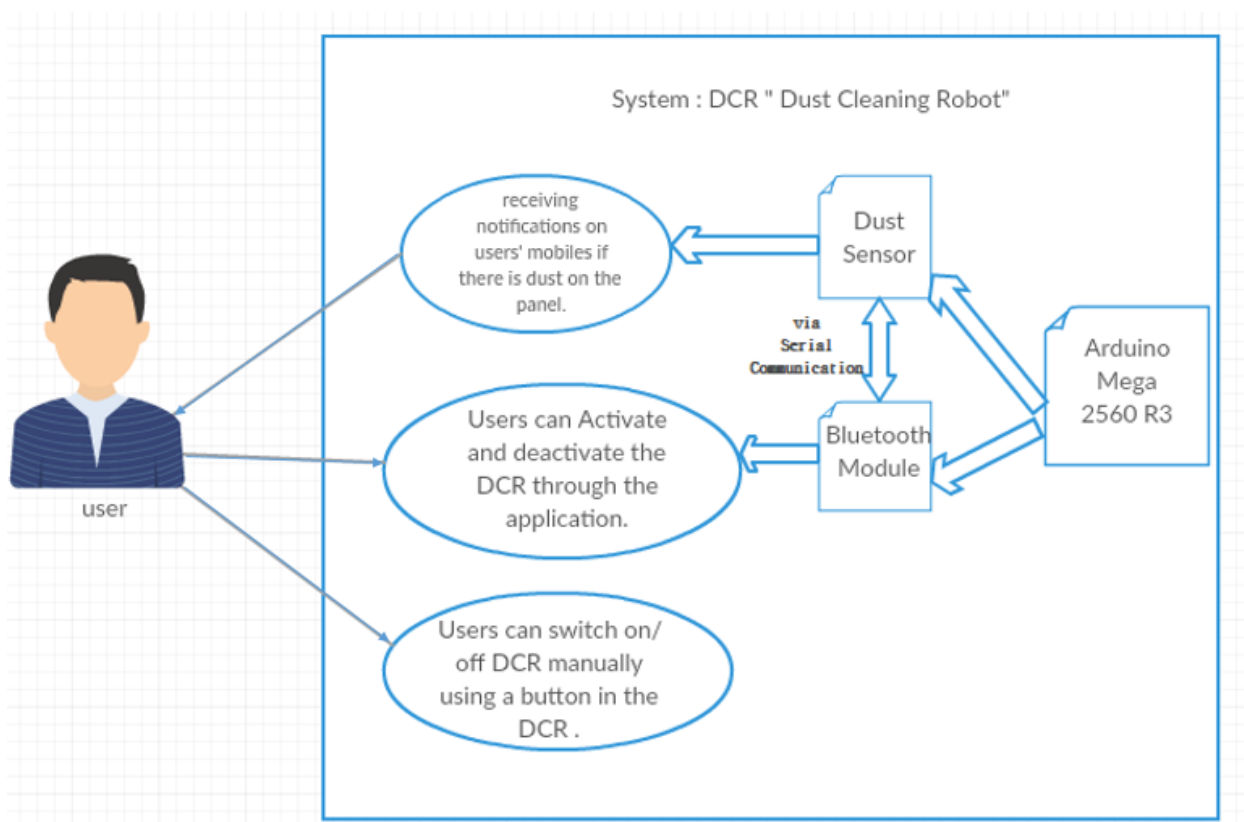 System : DCR " Dust Cleaning Robot"
receiving
notifications on
users' mobiles if
there is dust on the
panel.
Dust
Sensor
via
Serial
Communication
Arduino
Mega
2560 R3
Users can Activate
and deactivate the
DCR through the
application.
Bluetooth
Module
user
Users can switch on/
off DCR manually
using a button in the
DCR .